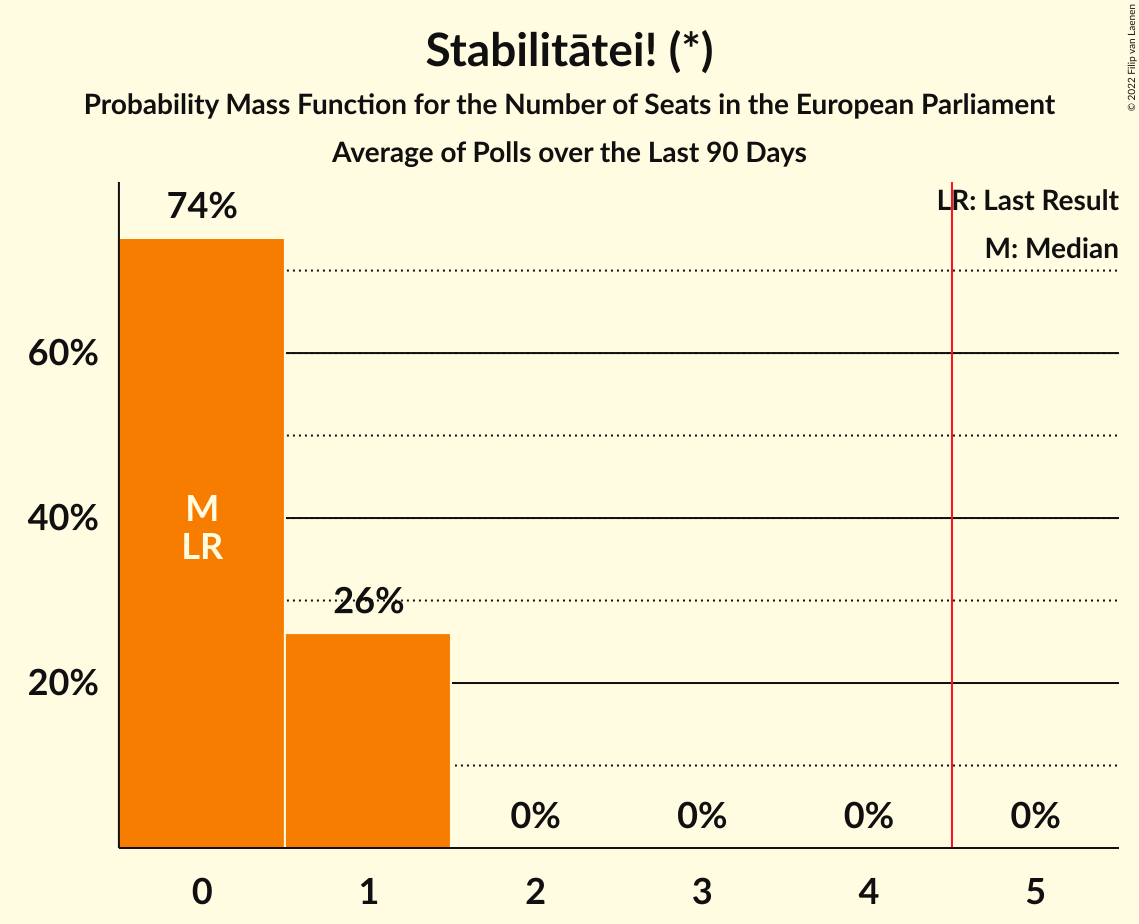 Stabilitātei! (*)
Probability Mass Function for the Number of Seats in the European Parliament
Average of Polls over the Last 90 Days
© 2022 Filip van Laenen
LR: Last Result
M: Median
74%
60%
40%
20%
M
LR
26%
0%
0%
0%
0%
0 1 2 3 4 5